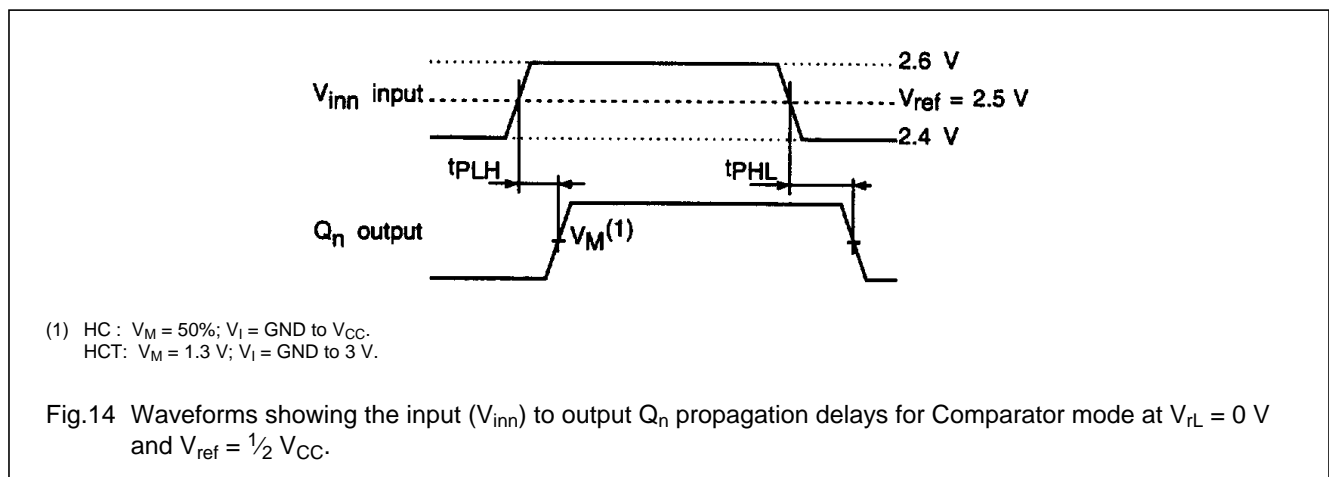 2.6 V
V_inn input V_ref = 2.5 V
2.4 V
t_PLH t_PHL
Q_n output V_M(1)
(1) HC : V_M = 50%; V_I = GND to V_CC.
HCT: V_M = 1.3 V; V_I = GND to 3 V.
Fig.14 Waveforms showing the input (V_inn) to output Q_n propagation delays for Comparator mode at V_rL = 0 V
and V_ref = ½ V_CC.